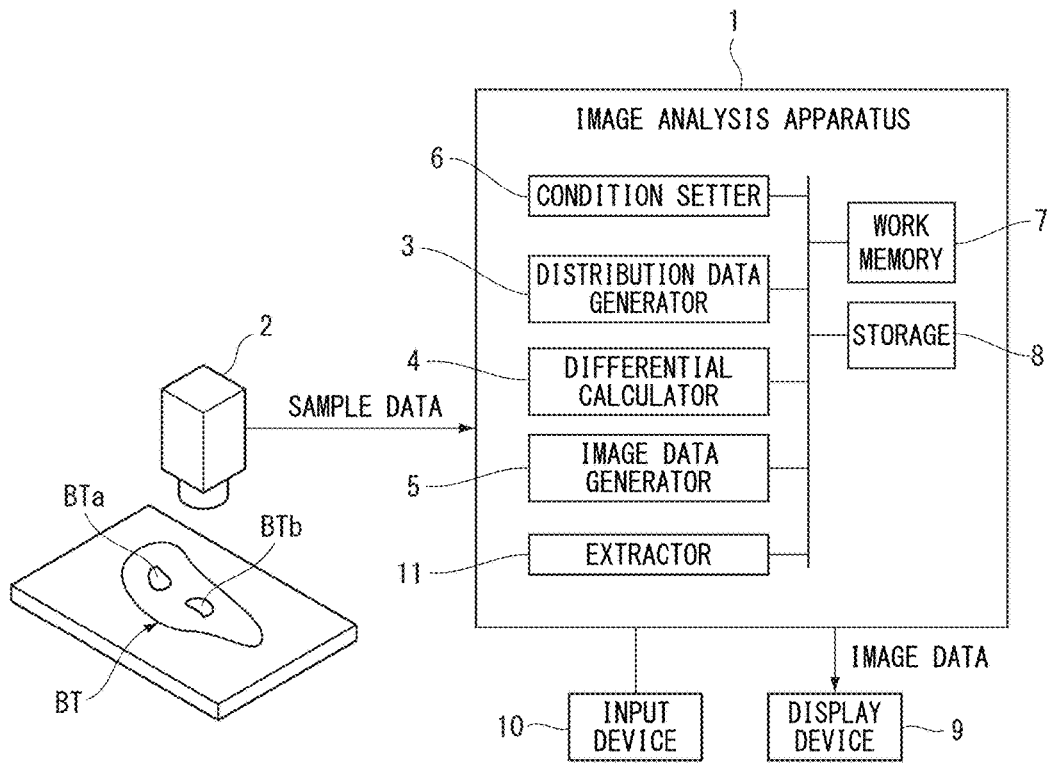 1
IMAGE ANALYSIS APPARATUS
6
CONDITION SETTER
WORK
MEMORY
7
3
DISTRIBUTION DATA
GENERATOR
STORAGE
8
2
SAMPLE DATA
4
DIFFERENTIAL
CALCULATOR
5
IMAGE DATA
GENERATOR
BTa
BTb
11
EXTRACTOR
BT
IMAGE DATA
10
INPUT
DEVICE
DISPLAY
DEVICE
9